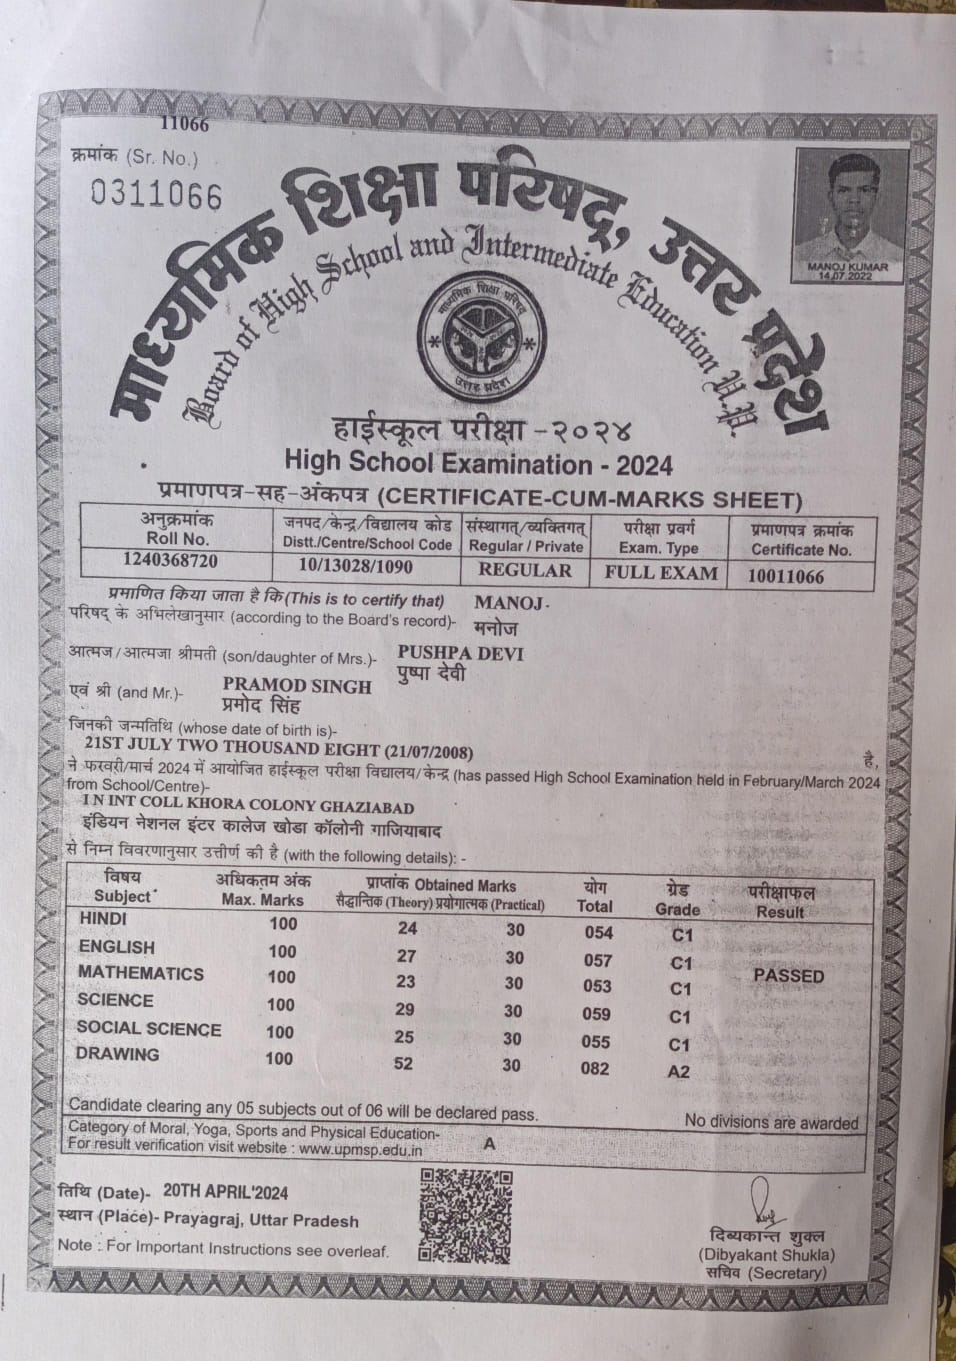 11066
क्रमांक (Sr. No.)
0311066
माध्यमिक शिक्षा परिषद्, उत्तर प्रदेश
Board of High School and Intermediate Education U.P.
MANOJ KUMAR
14.07.2022
माध्यमिक शिक्षा परिषद
उत्तर प्रदेश
हाईस्कूल परीक्षा -२०२४
High School Examination - 2024
प्रमाणपत्र-सह-अंकपत्र (CERTIFICATE-CUM-MARKS SHEET)
अनुक्रमांक जनपद/केन्द्र/विद्यालय कोड संस्थागत्/व्यक्तिगत् परीक्षा प्रवर्ग प्रमाणपत्र क्रमांक
Roll No. Distt./Centre/School Code Regular / Private Exam. Type Certificate No.
1240368720 10/13028/1090 REGULAR FULL EXAM 10011066
प्रमाणित किया जाता है कि(This is to certify that) MANOJ
परिषद् के अभिलेखानुसार (according to the Board's record)- मनोज
आत्मज/आत्मजा श्रीमती (son/daughter of Mrs.)- PUSHPA DEVI
पुष्पा देवी
एवं श्री (and Mr.)- PRAMOD SINGH
प्रमोद सिंह
जिनकी जन्मतिथि (whose date of birth is)-
21ST JULY TWO THOUSAND EIGHT (21/07/2008) है,
ने फरवरी/मार्च 2024 में आयोजित हाईस्कूल परीक्षा विद्यालय/केन्द्र (has passed High School Examination held in February/March 2024
from School/Centre)-
I N INT COLL KHORA COLONY GHAZIABAD
इंडियन नेशनल इंटर कालेज खोडा कॉलोनी गाजियाबाद
से निम्न विवरणानुसार उत्तीर्ण की है (with the following details): -
विषय अधिकतम अंक प्राप्तांक Obtained Marks योग ग्रेड परीक्षाफल
Subject Max. Marks सैद्धान्तिक (Theory) प्रयोगात्मक (Practical) Total Grade Result
HINDI 100 24 30 054 C1
ENGLISH 100 27 30 057 C1 PASSED
MATHEMATICS 100 23 30 053 C1
SCIENCE 100 29 30 059 C1
SOCIAL SCIENCE 100 25 30 055 C1
DRAWING 100 52 30 082 A2
Candidate clearing any 05 subjects out of 06 will be declared pass. No divisions are awarded
Category of Moral, Yoga, Sports and Physical Education- A
For result verification visit website : www.upmsp.edu.in
तिथि (Date)- 20TH APRIL'2024
स्थान (Place)- Prayagraj, Uttar Pradesh
Note : For Important Instructions see overleaf.
दिब्यकान्त शुक्ल
(Dibyakant Shukla)
सचिव (Secretary)